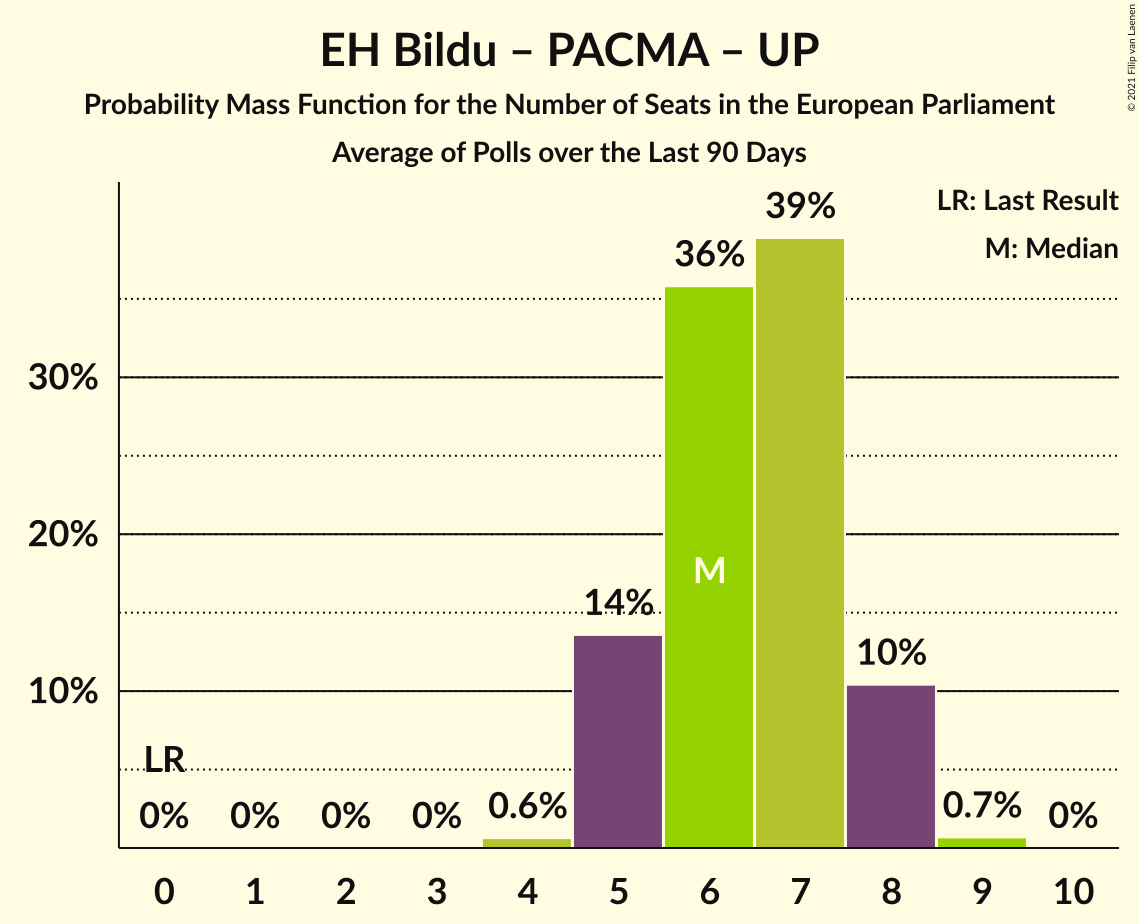 EH Bildu – PACMA – UP
Probability Mass Function for the Number of Seats in the European Parliament
Average of Polls over the Last 90 Days
© 2021 Filip van Laenen
LR: Last Result
M: Median
39%
36%
30%
20%
M
14%
10%
10%
LR
0%
0%
0%
0%
0.6%
0.7%
0%
0 1 2 3 4 5 6 7 8 9 10